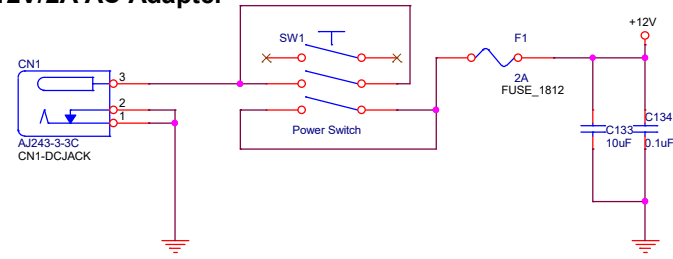 12V/2A AC Adapter
+12V
SW1
F1
CN1
3
2A
FUSE_1812
2
1
C134
Power Switch
C133
10uF
0.1uF
AJ243-3-3C
CN1-DCJACK